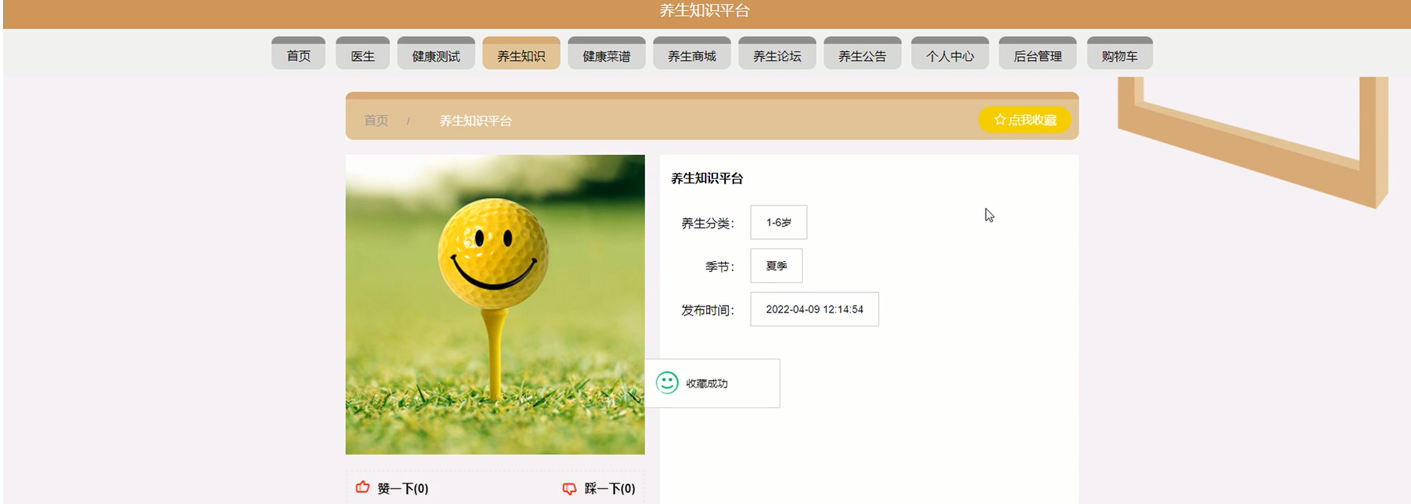 养生知识平台
首页 医生 健康测试 养生知识 健康菜谱 养生商城 养生论坛 养生公告 个人中心 后台管理 购物车
首页 / 养生知识平台 点我收藏
养生知识平台
养生分类： 1-6岁
季节： 夏季
发布时间： 2022-04-09 12:14:54
收藏成功
赞一下(0) 踩一下(0)